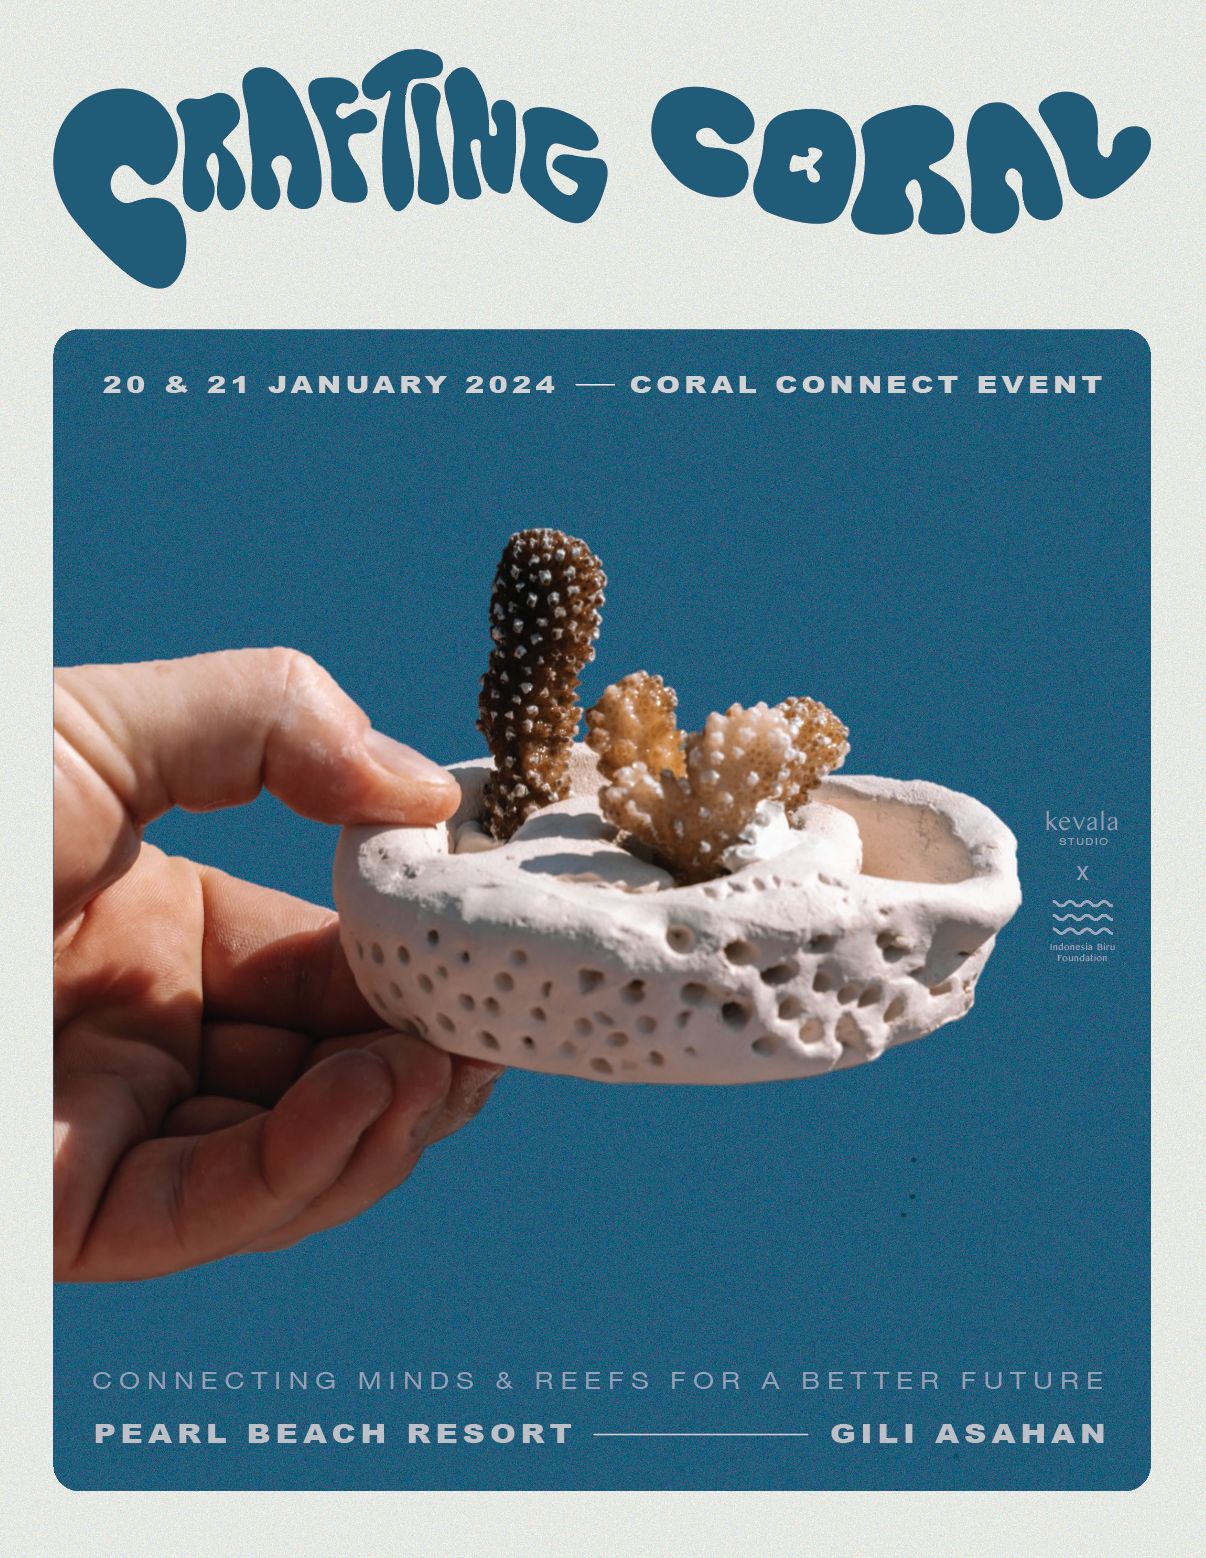 CRAFTING CORAL
20 & 21 JANUARY 2024 — CORAL CONNECT EVENT
kevala
STUDIO
x
Indonesia Biru
Foundation
CONNECTING MINDS & REEFS FOR A BETTER FUTURE
PEARL BEACH RESORT — GILI ASAHAN